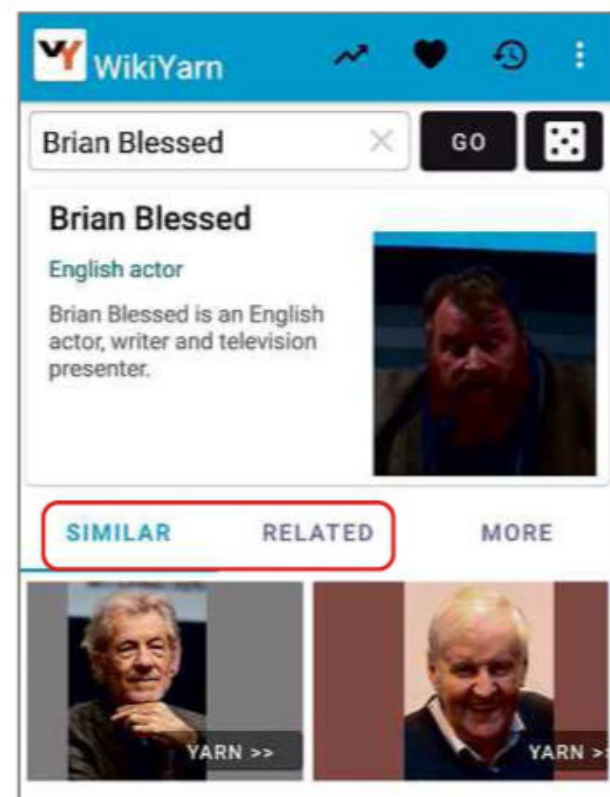 WikiYarn
Brian Blessed
GO
Brian Blessed
English actor
Brian Blessed is an English
actor, writer and television
presenter.
SIMILAR RELATED MORE
YARN >> YARN >>